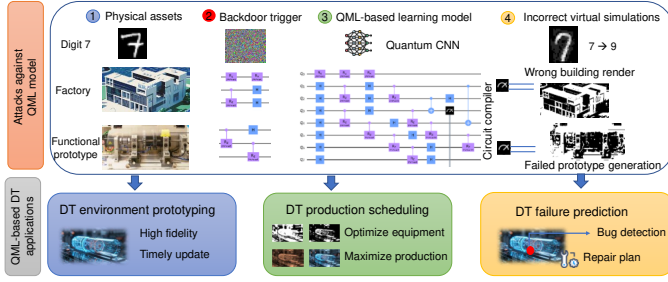 Attacks against QML model
1 Physical assets
2 Backdoor trigger
3 QML-based learning model
4 Incorrect virtual simulations
Digit 7
Quantum CNN
7 → 9
Factory
Wrong building render
Functional prototype
Circuit compiler
Failed prototype generation
QML-based DT applications
DT environment prototyping
High fidelity
Timely update
DT production scheduling
Optimize equipment
Maximize production
DT failure prediction
Bug detection
Repair plan